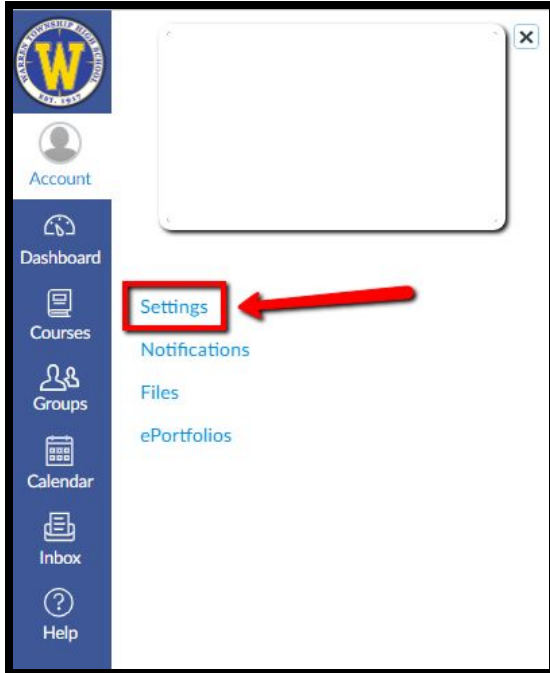 WARREN TOWNSHIP HIGH SCHOOL
W
EST. 1917
Account
Dashboard
Courses
Groups
Calendar
Inbox
Help
Settings
Notifications
Files
ePortfolios